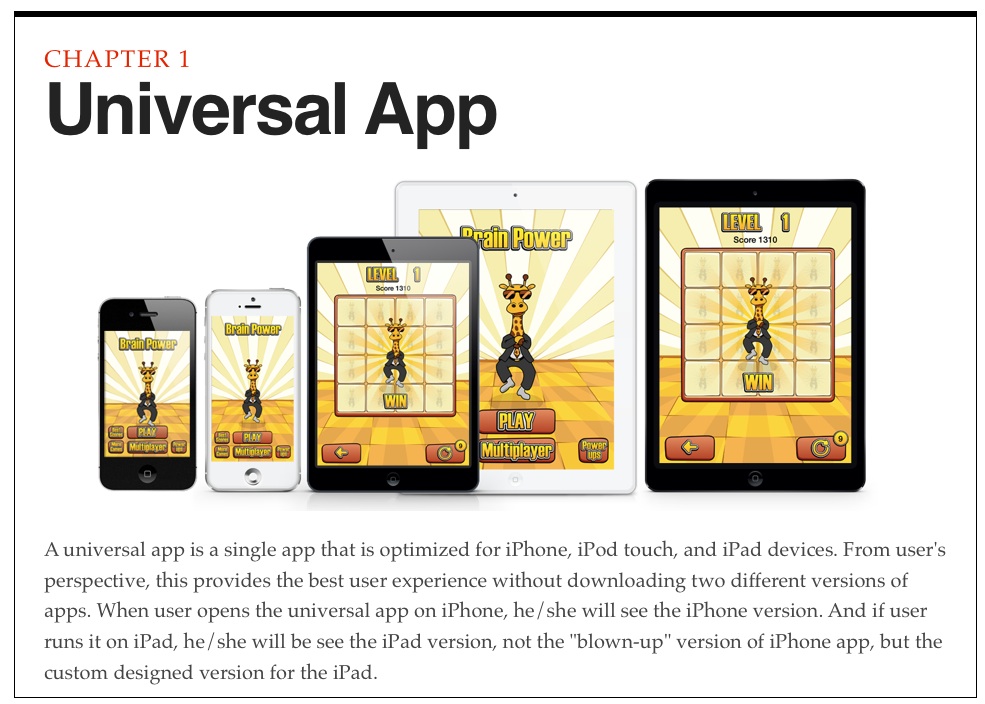 CHAPTER 1
Universal App
Brain Power
PLAY
Multiplayer
Brain Power
PLAY
Multiplayer
LEVEL 1
Score 1310
WIN
9
Brain Power
PLAY
Multiplayer
Power
ups
LEVEL 1
Score 1310
WIN
9
A universal app is a single app that is optimized for iPhone, iPod touch, and iPad devices. From user's
perspective, this provides the best user experience without downloading two different versions of
apps. When user opens the universal app on iPhone, he/she will see the iPhone version. And if user
runs it on iPad, he/she will be see the iPad version, not the "blown-up" version of iPhone app, but the
custom designed version for the iPad.